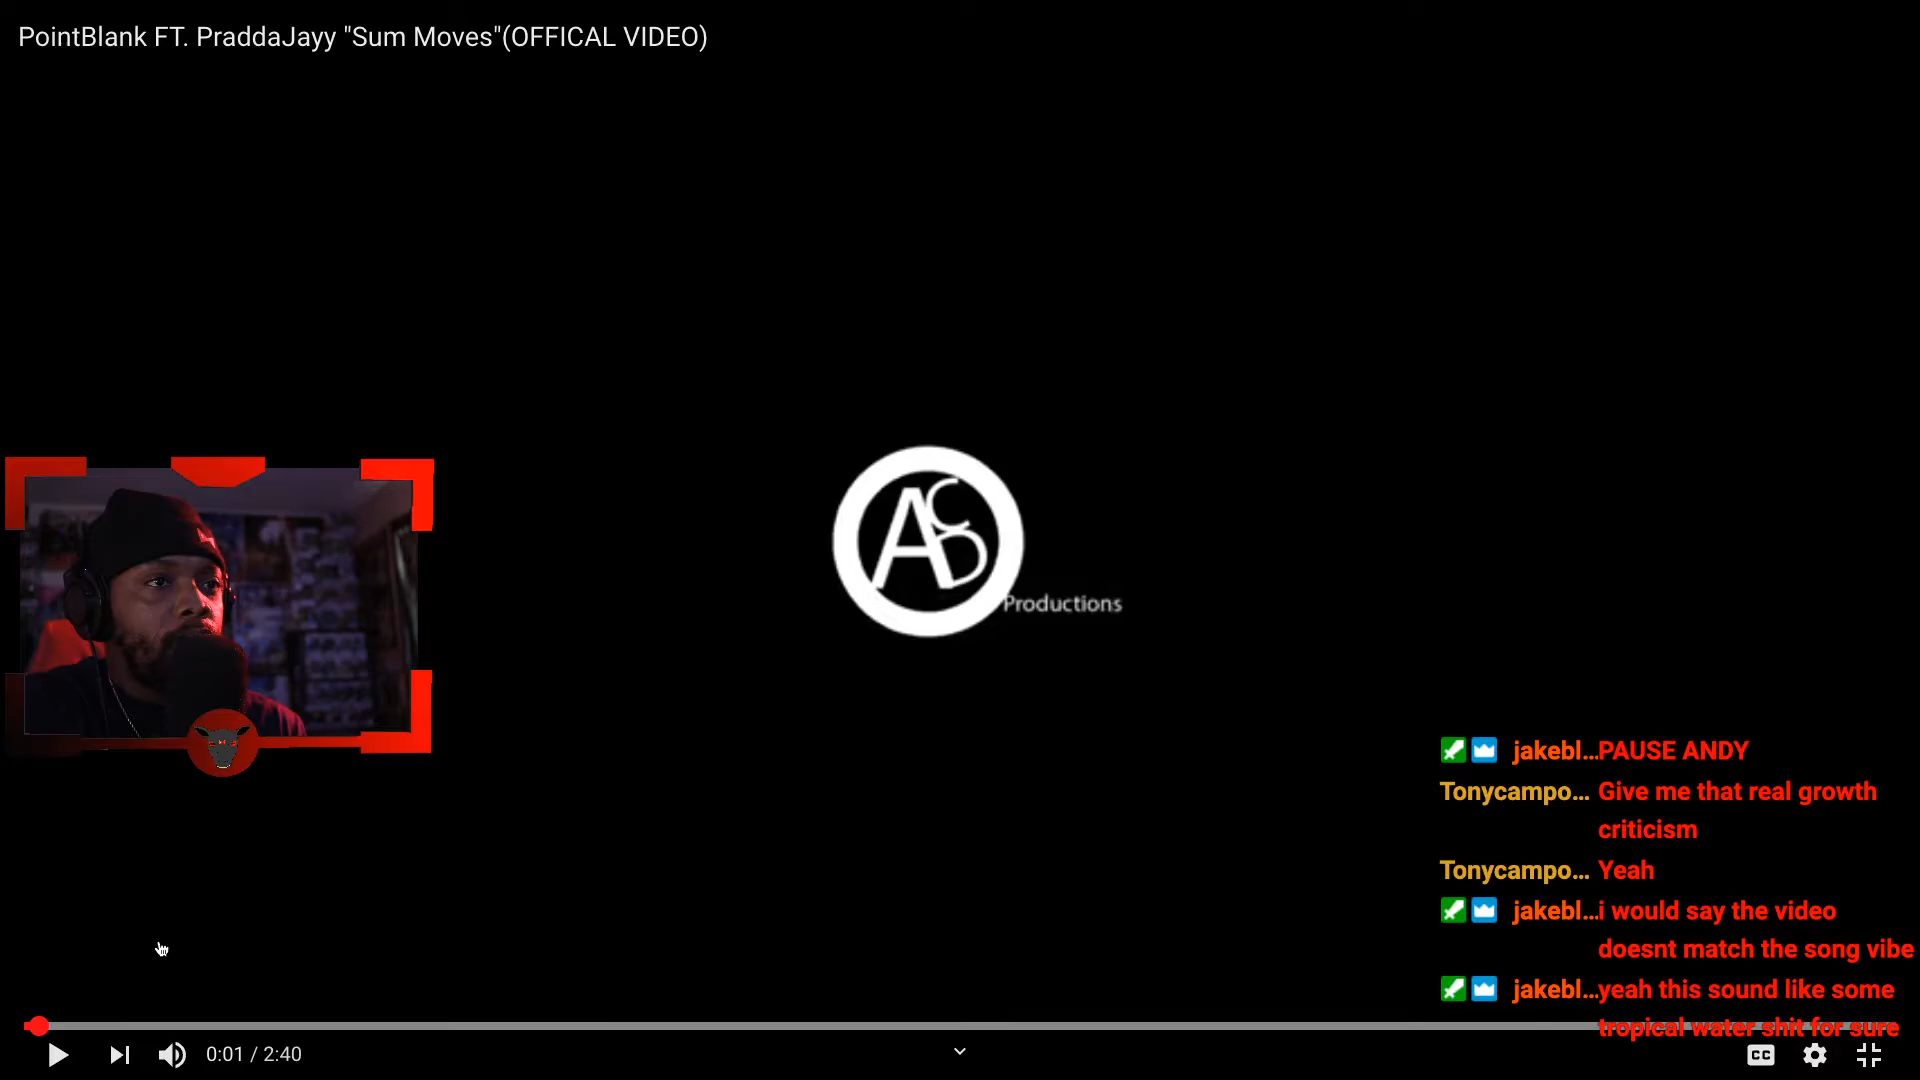 PointBlank FT. PraddaJayy "Sum Moves"(OFFICAL VIDEO)
ACD
Productions
jakebl...PAUSE ANDY
Tonycampo... Give me that real growth
criticism
Tonycampo... Yeah
jakebl...i would say the video
doesnt match the song vibe
jakebl...yeah this sound like some
tropical water shit for sure
0:01 / 2:40
CC